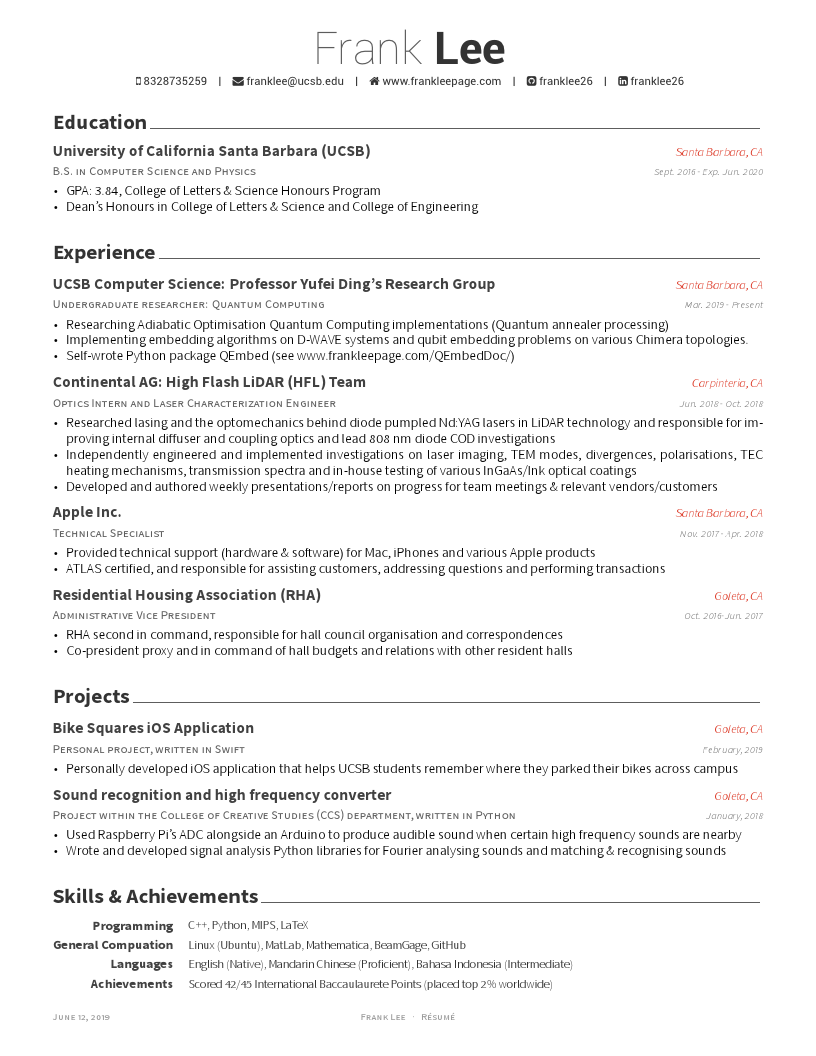 Frank Lee
8328735259 | franklee@ucsb.edu | www.frankleepage.com | franklee26 | franklee26
Education
University of California Santa Barbara (UCSB) Santa Barbara, CA
B.S. in Computer Science and Physics Sept. 2016 - Exp. Jun. 2020
• GPA: 3.84, College of Letters & Science Honours Program
• Dean's Honours in College of Letters & Science and College of Engineering
Experience
UCSB Computer Science: Professor Yufei Ding's Research Group Santa Barbara, CA
Undergraduate researcher: Quantum Computing Mar. 2019 - Present
• Researching Adiabatic Optimisation Quantum Computing implementations (Quantum annealer processing)
• Implementing embedding algorithms on D-WAVE systems and qubit embedding problems on various Chimera topologies.
• Self-wrote Python package QEmbed (see www.frankleepage.com/QEmbedDoc/)
Continental AG: High Flash LiDAR (HFL) Team Carpinteria, CA
Optics Intern and Laser Characterization Engineer Jun. 2018 - Oct. 2018
• Researched lasing and the optomechanics behind diode pumpled Nd:YAG lasers in LiDAR technology and responsible for im-
proving internal diffuser and coupling optics and lead 808 nm diode COD investigations
• Independently engineered and implemented investigations on laser imaging, TEM modes, divergences, polarisations, TEC
heating mechanisms, transmission spectra and in-house testing of various InGaAs/Ink optical coatings
• Developed and authored weekly presentations/reports on progress for team meetings & relevant vendors/customers
Apple Inc. Santa Barbara, CA
Technical Specialist Nov. 2017 - Apr. 2018
• Provided technical support (hardware & software) for Mac, iPhones and various Apple products
• ATLAS certified, and responsible for assisting customers, addressing questions and performing transactions
Residential Housing Association (RHA) Goleta, CA
Administrative Vice President Oct. 2016-Jun. 2017
• RHA second in command, responsible for hall council organisation and correspondences
• Co-president proxy and in command of hall budgets and relations with other resident halls
Projects
Bike Squares iOS Application Goleta, CA
Personal project, written in Swift February, 2019
• Personally developed iOS application that helps UCSB students remember where they parked their bikes across campus
Sound recognition and high frequency converter Goleta, CA
Project within the College of Creative Studies (CCS) department, written in Python January, 2018
• Used Raspberry Pi's ADC alongside an Arduino to produce audible sound when certain high frequency sounds are nearby
• Wrote and developed signal analysis Python libraries for Fourier analysing sounds and matching & recognising sounds
Skills & Achievements
Programming C++, Python, MIPS, LaTeX
General Compuation Linux (Ubuntu), MatLab, Mathematica, BeamGage, GitHub
Languages English (Native), Mandarin Chinese (Proficient), Bahasa Indonesia (Intermediate)
Achievements Scored 42/45 International Baccaulaurete Points (placed top 2% worldwide)
June 12, 2019 Frank Lee · Résumé